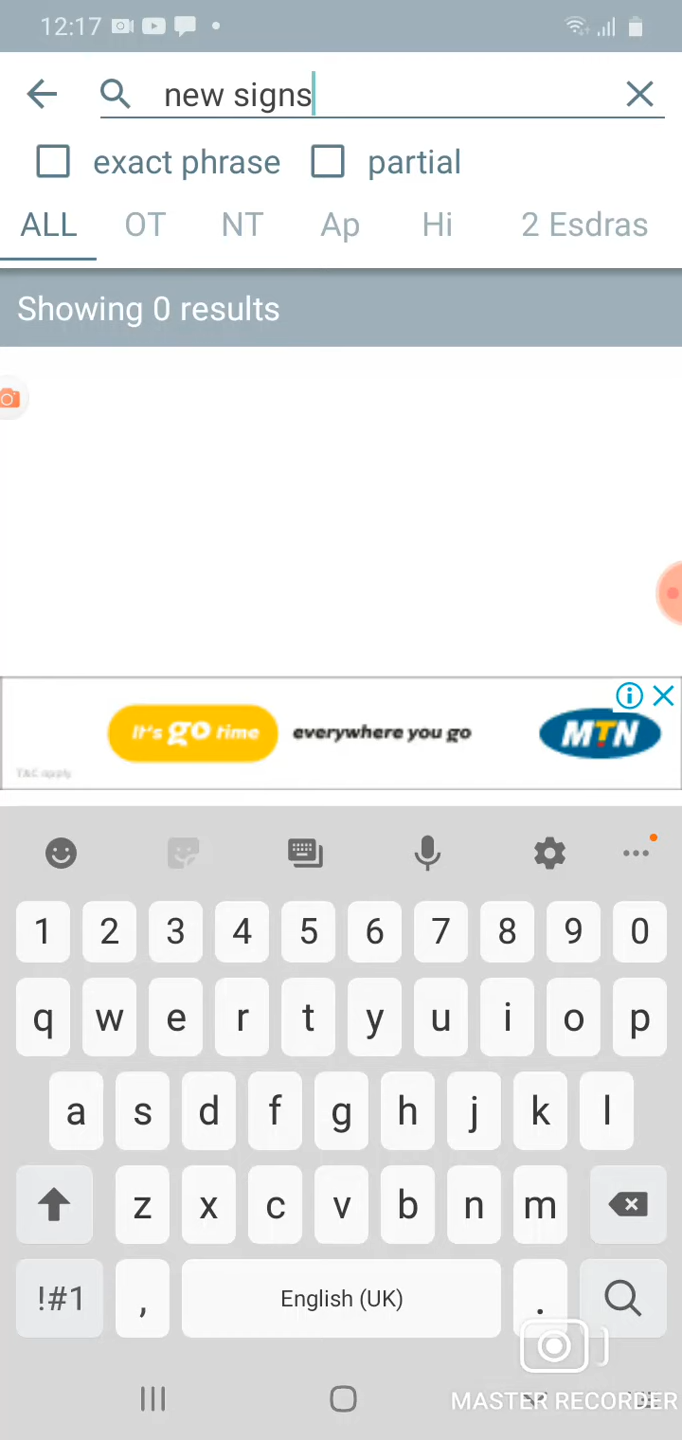 12:17
new signs
exact phrase partial
ALL OT NT Ap Hi 2 Esdras
Showing 0 results
It's go time everywhere you go MTN
T&C apply
1 2 3 4 5 6 7 8 9 0
q w e r t y u i o p
a s d f g h j k l
z x c v b n m
!#1 , English (UK) .
MASTER RECORDER